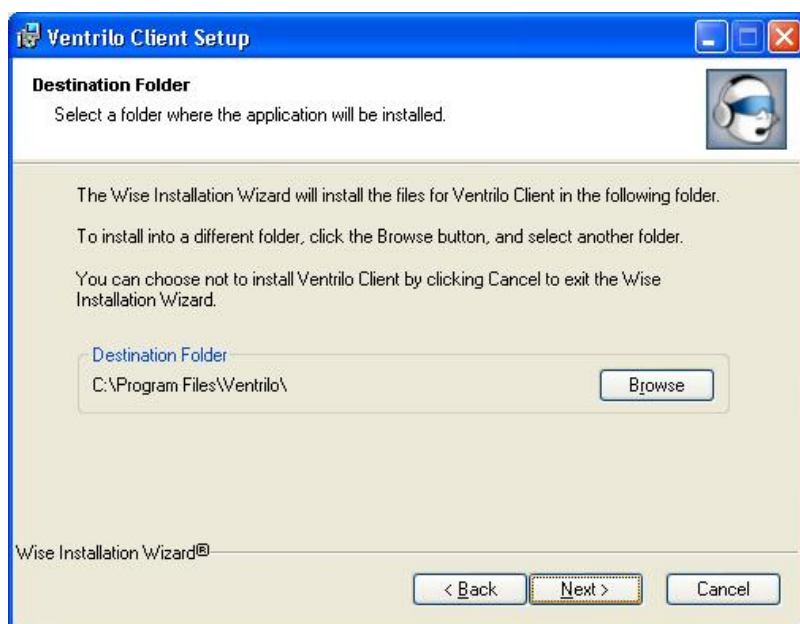 Ventrilo Client Setup
Destination Folder
Select a folder where the application will be installed.
The Wise Installation Wizard will install the files for Ventrilo Client in the following folder.
To install into a different folder, click the Browse button, and select another folder.
You can choose not to install Ventrilo Client by clicking Cancel to exit the Wise
Installation Wizard.
Destination Folder
C:\Program Files\Ventrilo\
Browse
Wise Installation Wizard®
< Back
Next >
Cancel